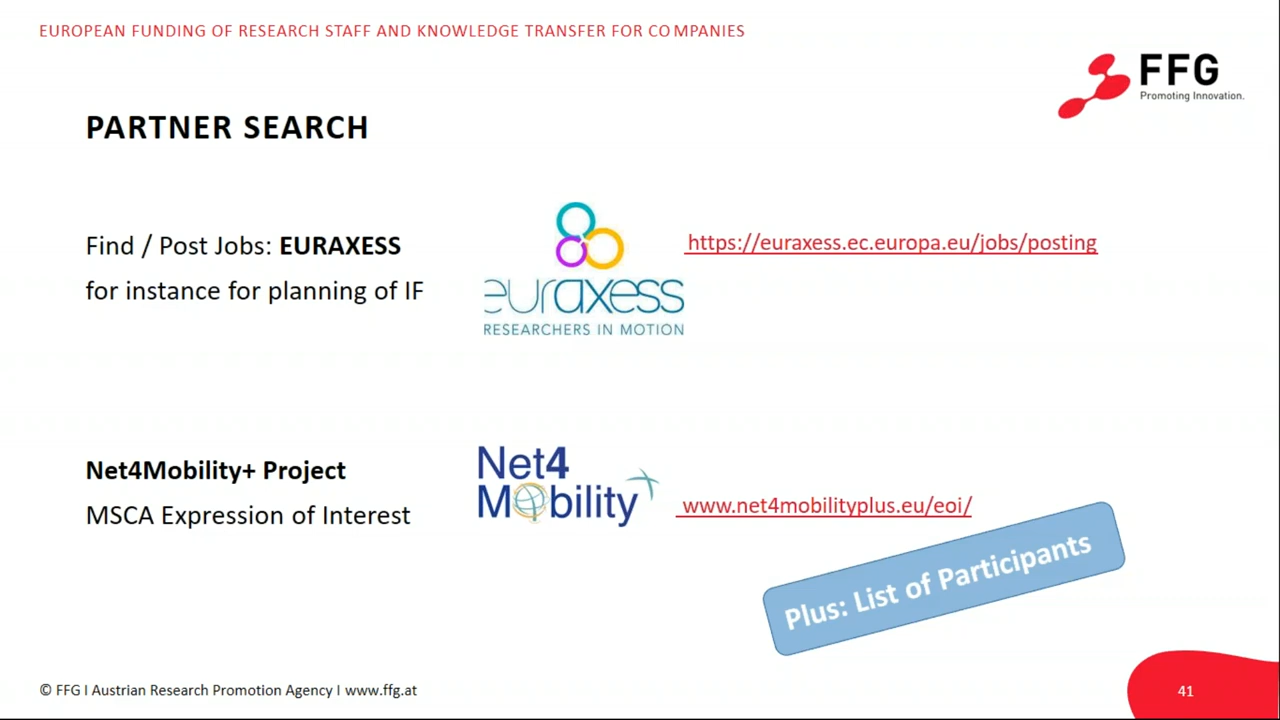 EUROPEAN FUNDING OF RESEARCH STAFF AND KNOWLEDGE TRANSFER FOR COMPANIES
FFG
Promoting Innovation.
PARTNER SEARCH
Find / Post Jobs: EURAXESS
for instance for planning of IF
euraxess
RESEARCHERS IN MOTION
https://euraxess.ec.europa.eu/jobs/posting
Net4Mobility+ Project
MSCA Expression of Interest
Net4
Mobility
www.net4mobilityplus.eu/eoi/
Plus: List of Participants
© FFG I Austrian Research Promotion Agency I www.ffg.at
41